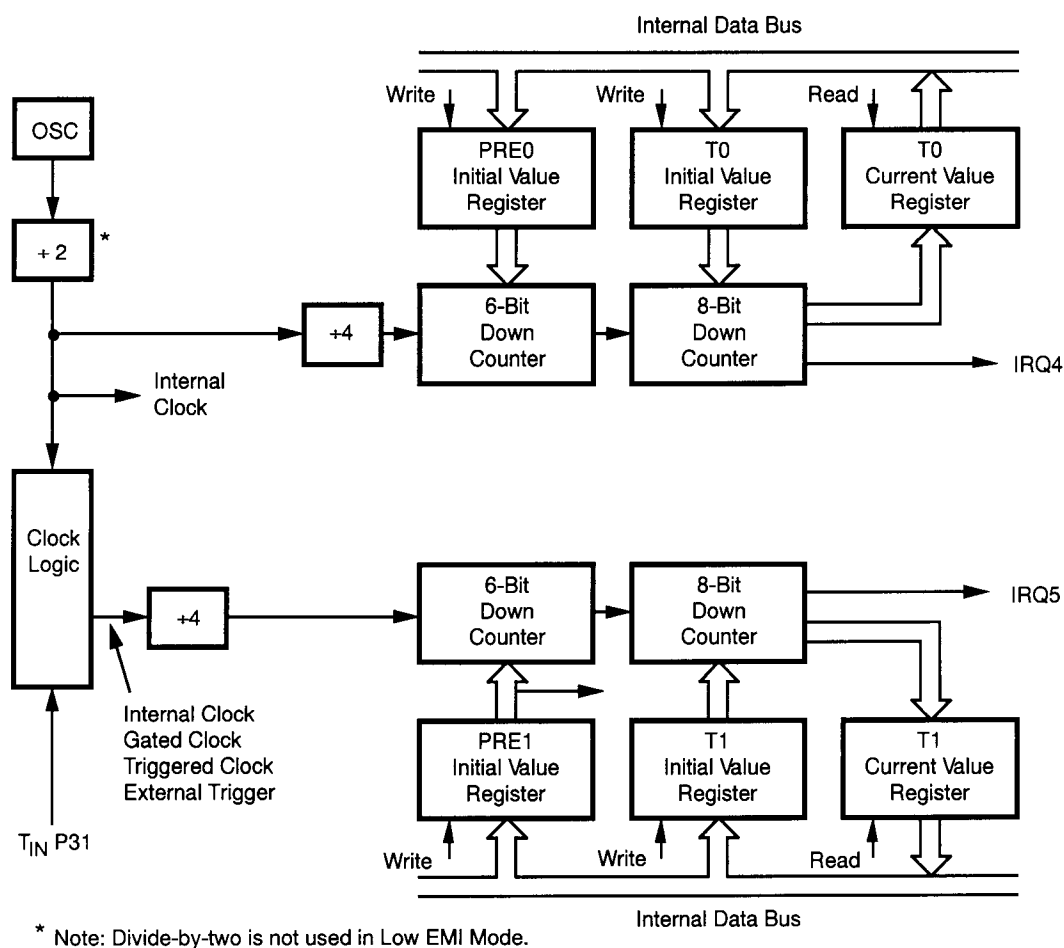 Internal Data Bus
Write
Write
Read
OSC
PRE0
Initial Value
Register
T0
Initial Value
Register
T0
Current Value
Register
÷ 2
*
÷4
6-Bit
Down
Counter
8-Bit
Down
Counter
IRQ4
Internal
Clock
Clock
Logic
÷4
6-Bit
Down
Counter
8-Bit
Down
Counter
IRQ5
Internal Clock
Gated Clock
Triggered Clock
External Trigger
PRE1
Initial Value
Register
T1
Initial Value
Register
T1
Current Value
Register
TIN P31
Write
Write
Read
Internal Data Bus
* Note: Divide-by-two is not used in Low EMI Mode.